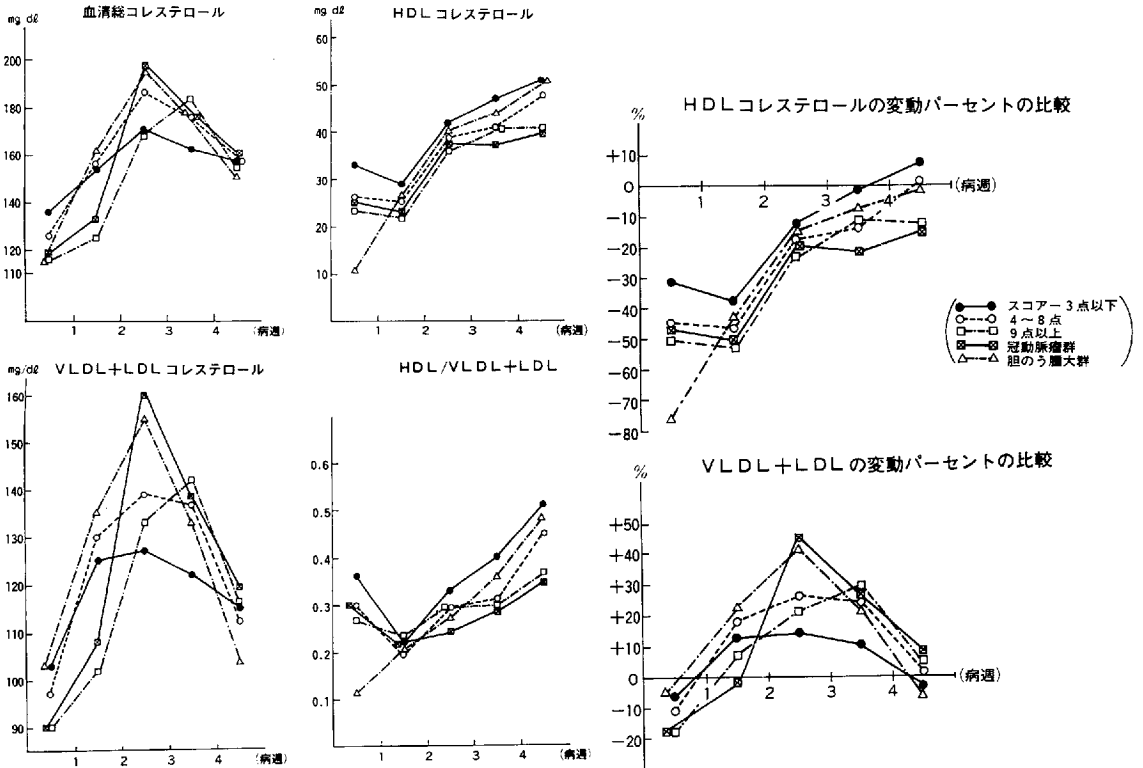 血清総コレステロール
mg dℓ
200
180
160
140
120
110
1 2 3 4 (病週)
HDLコレステロール
mg dℓ
60
50
40
30
20
10
1 2 3 4 (病週)
VLDL+LDLコレステロール
mg/dℓ
160
150
140
130
120
110
100
90
1 2 3 4 (病週)
HDL/VLDL+LDL
0.6
0.5
0.4
0.3
0.2
0.1
1 2 3 4 (病週)
HDLコレステロールの変動パーセントの比較
%
+10
0
1 2 3 4 (病週)
-10
-20
-30
-40
-50
-60
-70
-80
スコアー3点以下
4～8点
9点以上
冠動脈瘤群
胆のう腫大群
VLDL+LDLの変動パーセントの比較
%
+50
+40
+30
+20
+10
0
1 2 3 4 (病週)
-10
-20